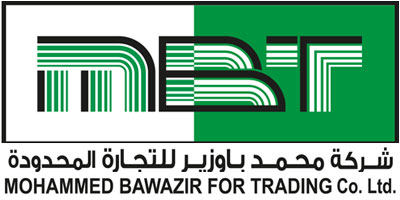 MBT
شركة محمد باوزير للتجارة المحدودة
MOHAMMED BAWAZIR FOR TRADING Co. Ltd.